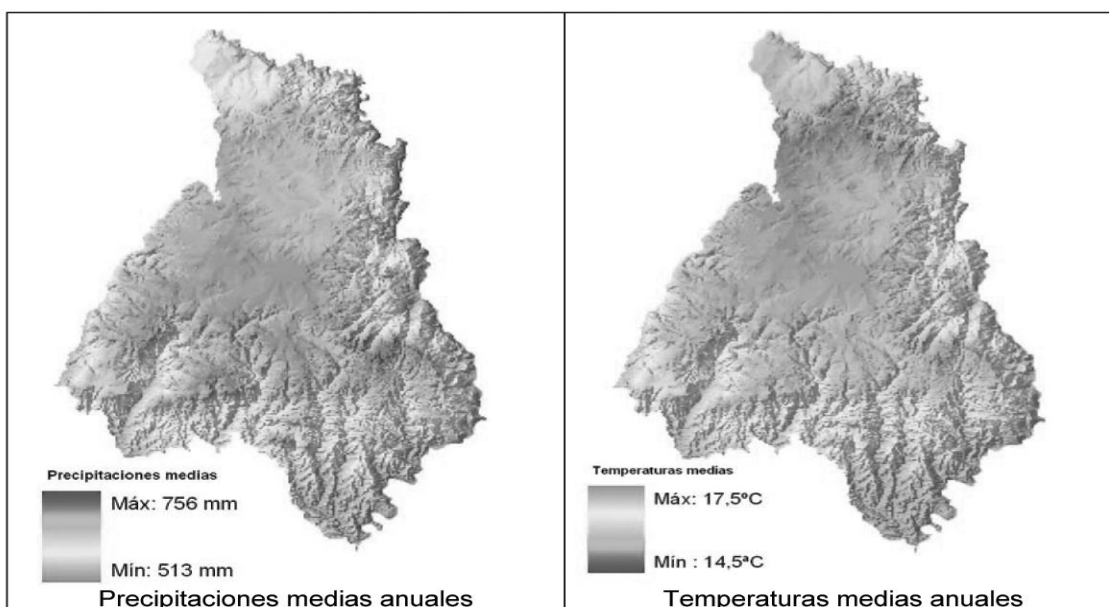 Precipitaciones medias
Máx: 756 mm
Mín: 513 mm
Precipitaciones medias anuales
Temperaturas medias
Máx: 17,5ºC
Mín : 14,5ªC
Temperaturas medias anuales